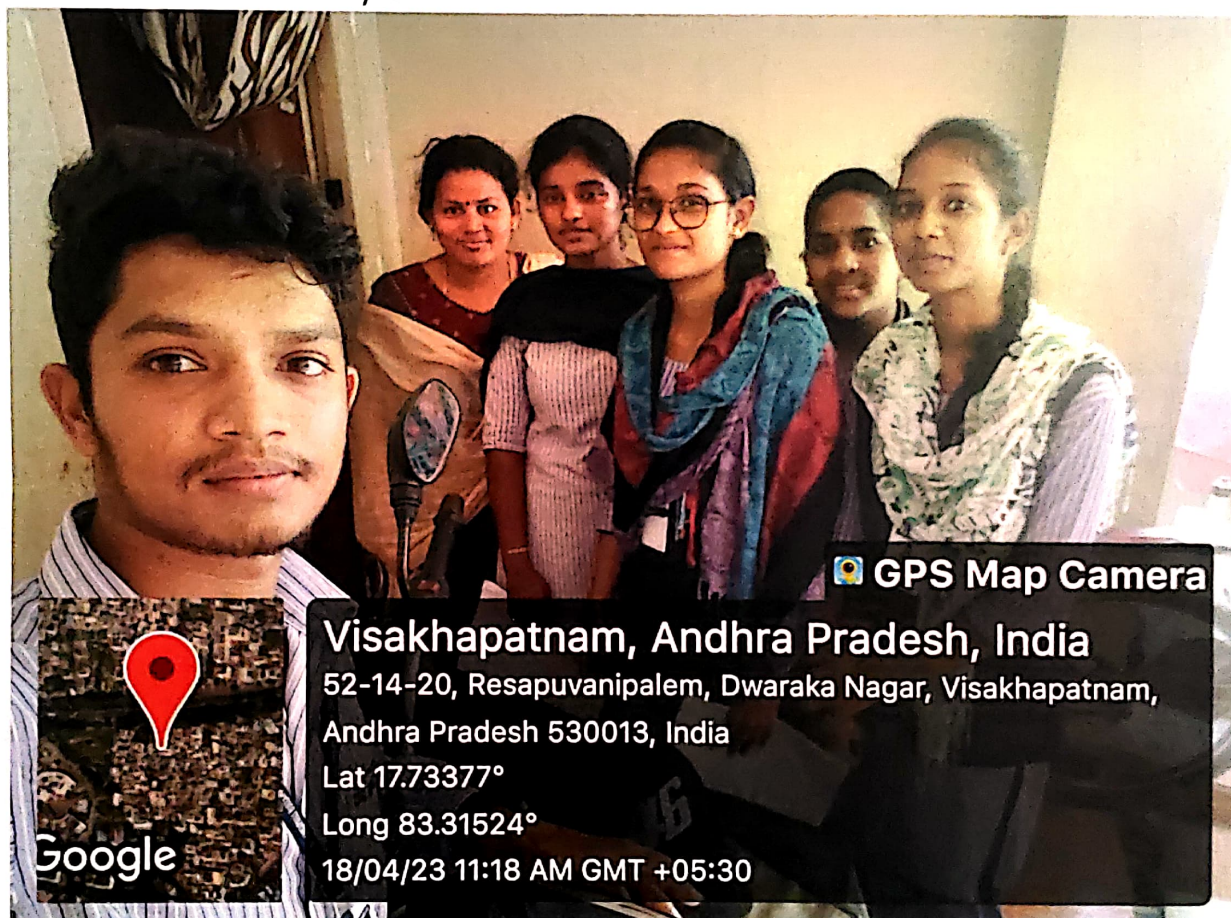 GPS Map Camera
Visakhapatnam, Andhra Pradesh, India
52-14-20, Resapuvanipalem, Dwaraka Nagar, Visakhapatnam,
Andhra Pradesh 530013, India
Lat 17.73377°
Long 83.31524°
18/04/23 11:18 AM GMT +05:30
Google